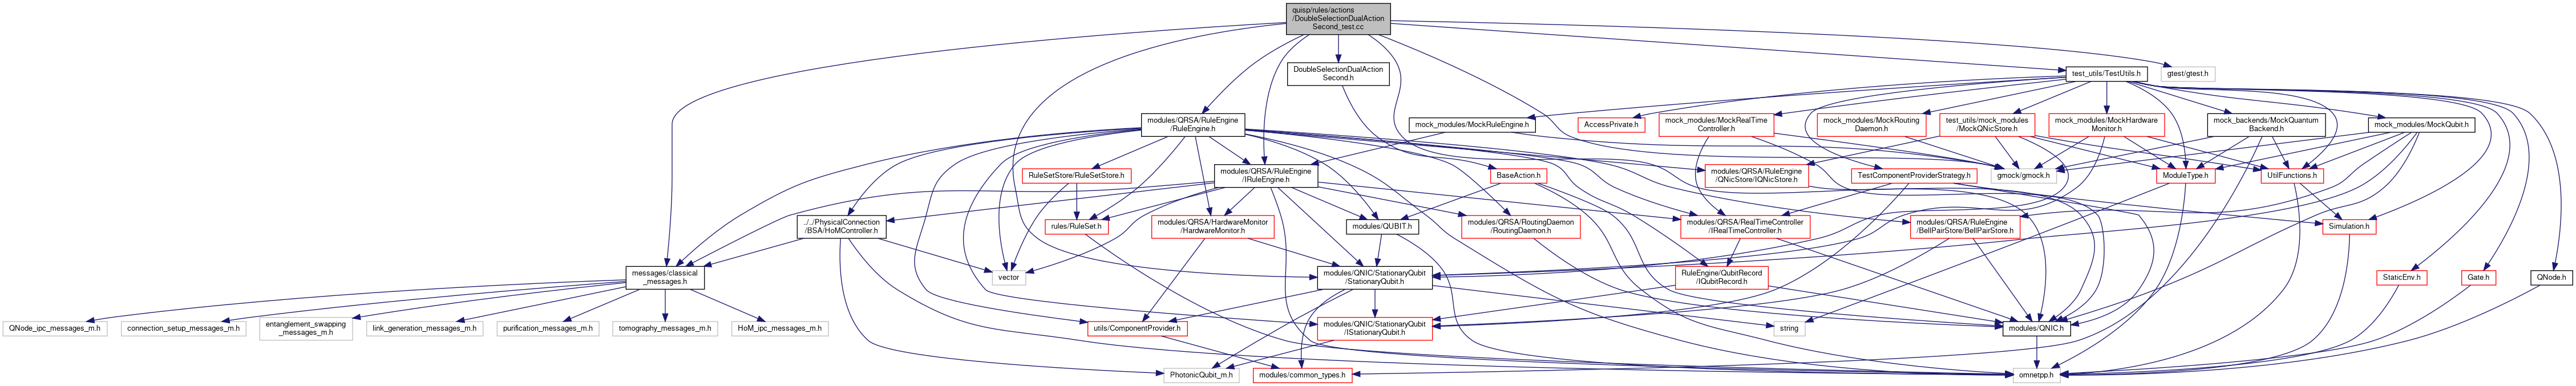 quisp/rules/actions
/DoubleSelectionDualAction
Second_test.cc
DoubleSelectionDualAction
Second.h
test_utils/TestUtils.h
gtest/gtest.h
modules/QRSA/RuleEngine
/RuleEngine.h
mock_modules/MockRuleEngine.h
AccessPrivate.h
mock_modules/MockRealTime
Controller.h
mock_modules/MockRouting
Daemon.h
test_utils/mock_modules
/MockQNicStore.h
mock_modules/MockHardware
Monitor.h
mock_backends/MockQuantum
Backend.h
mock_modules/MockQubit.h
RuleSetStore/RuleSetStore.h
modules/QRSA/RuleEngine
/IRuleEngine.h
BaseAction.h
modules/QRSA/RuleEngine
/QNicStore/IQNicStore.h
gmock/gmock.h
TestComponentProviderStrategy.h
ModuleType.h
UtilFunctions.h
../../PhysicalConnection
/BSA/HoMController.h
rules/RuleSet.h
modules/QRSA/HardwareMonitor
/HardwareMonitor.h
modules/QUBIT.h
modules/QRSA/RoutingDaemon
/RoutingDaemon.h
modules/QRSA/RealTimeController
/IRealTimeController.h
modules/QRSA/RuleEngine
/BellPairStore/BellPairStore.h
Simulation.h
messages/classical
_messages.h
vector
modules/QNIC/StationaryQubit
/StationaryQubit.h
RuleEngine/QubitRecord
/IQubitRecord.h
StaticEnv.h
Gate.h
QNode.h
QNode_ipc_messages_m.h
connection_setup_messages_m.h
entanglement_swapping
_messages_m.h
link_generation_messages_m.h
purification_messages_m.h
tomography_messages_m.h
HoM_ipc_messages_m.h
utils/ComponentProvider.h
modules/QNIC/StationaryQubit
/IStationaryQubit.h
string
modules/QNIC.h
PhotonicQubit_m.h
modules/common_types.h
omnetpp.h